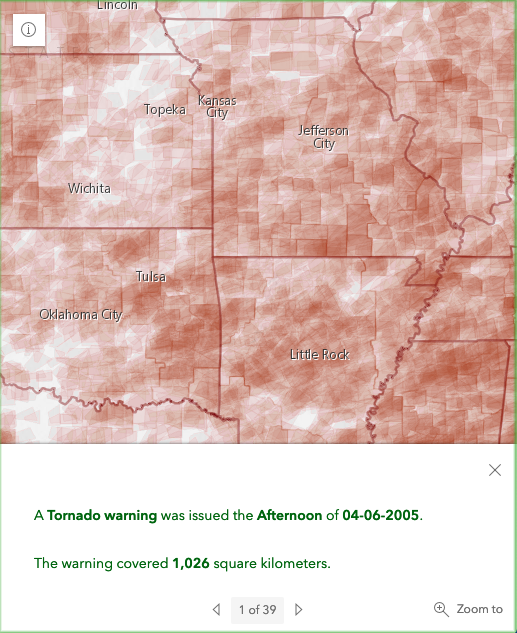 Lincoln
Topeka
Kansas
City
Jefferson
City
Wichita
Tulsa
Oklahoma City
Little Rock
A Tornado warning was issued the Afternoon of 04-06-2005.
The warning covered 1,026 square kilometers.
1 of 39
Zoom to